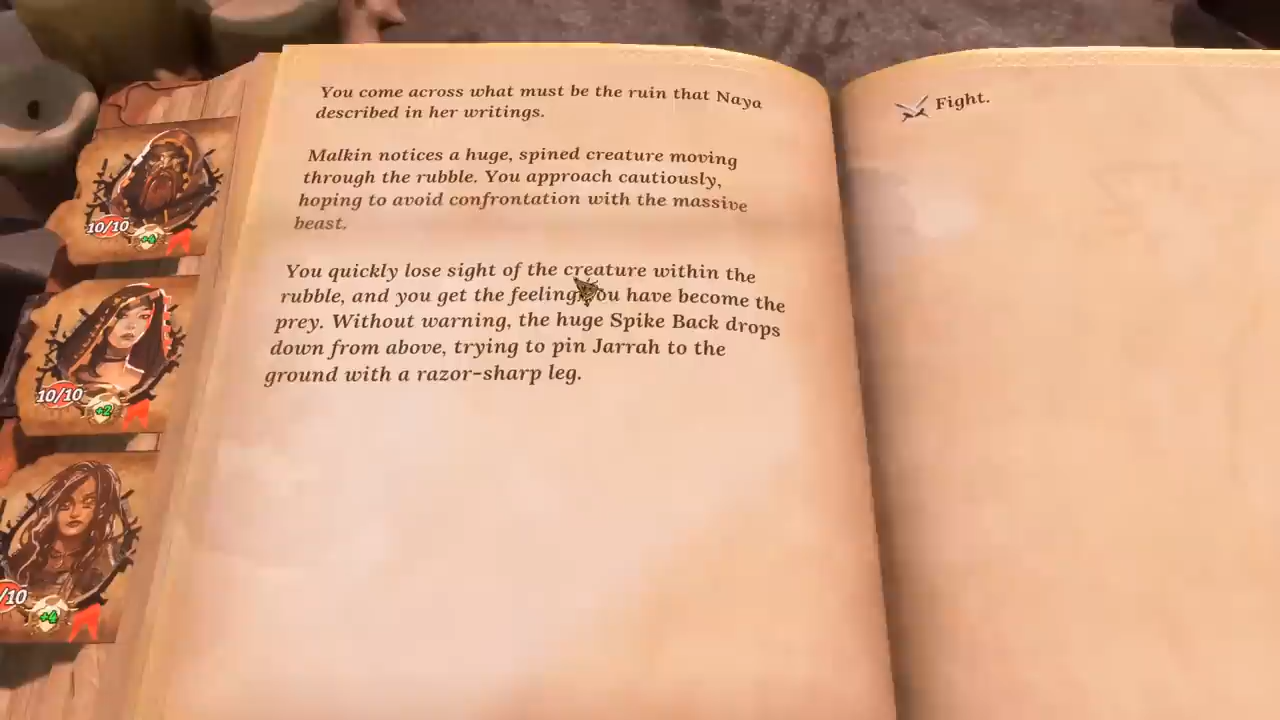 You come across what must be the ruin that Naya
described in her writings.
Malkin notices a huge, spined creature moving
through the rubble. You approach cautiously,
hoping to avoid confrontation with the massive
beast.
You quickly lose sight of the creature within the
rubble, and you get the feeling you have become the
prey. Without warning, the huge Spike Back drops
down from above, trying to pin Jarrah to the
ground with a razor-sharp leg.
Fight.
10/10
+4
10/10
+2
/10
+4